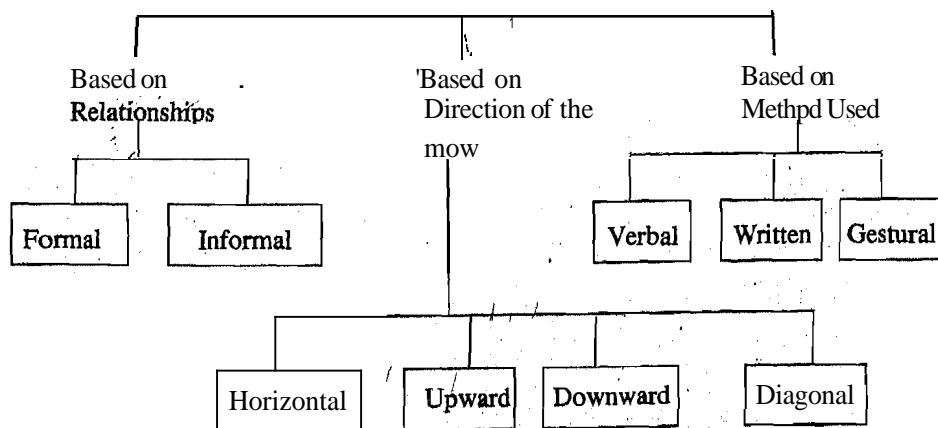 Based on
Relationships
'Based on
Direction of the
mow
Based on
Methpd Used
Formal
Informal
Verbal
Written
Gestural
Horizontal
Upward
Downward
Diagonal